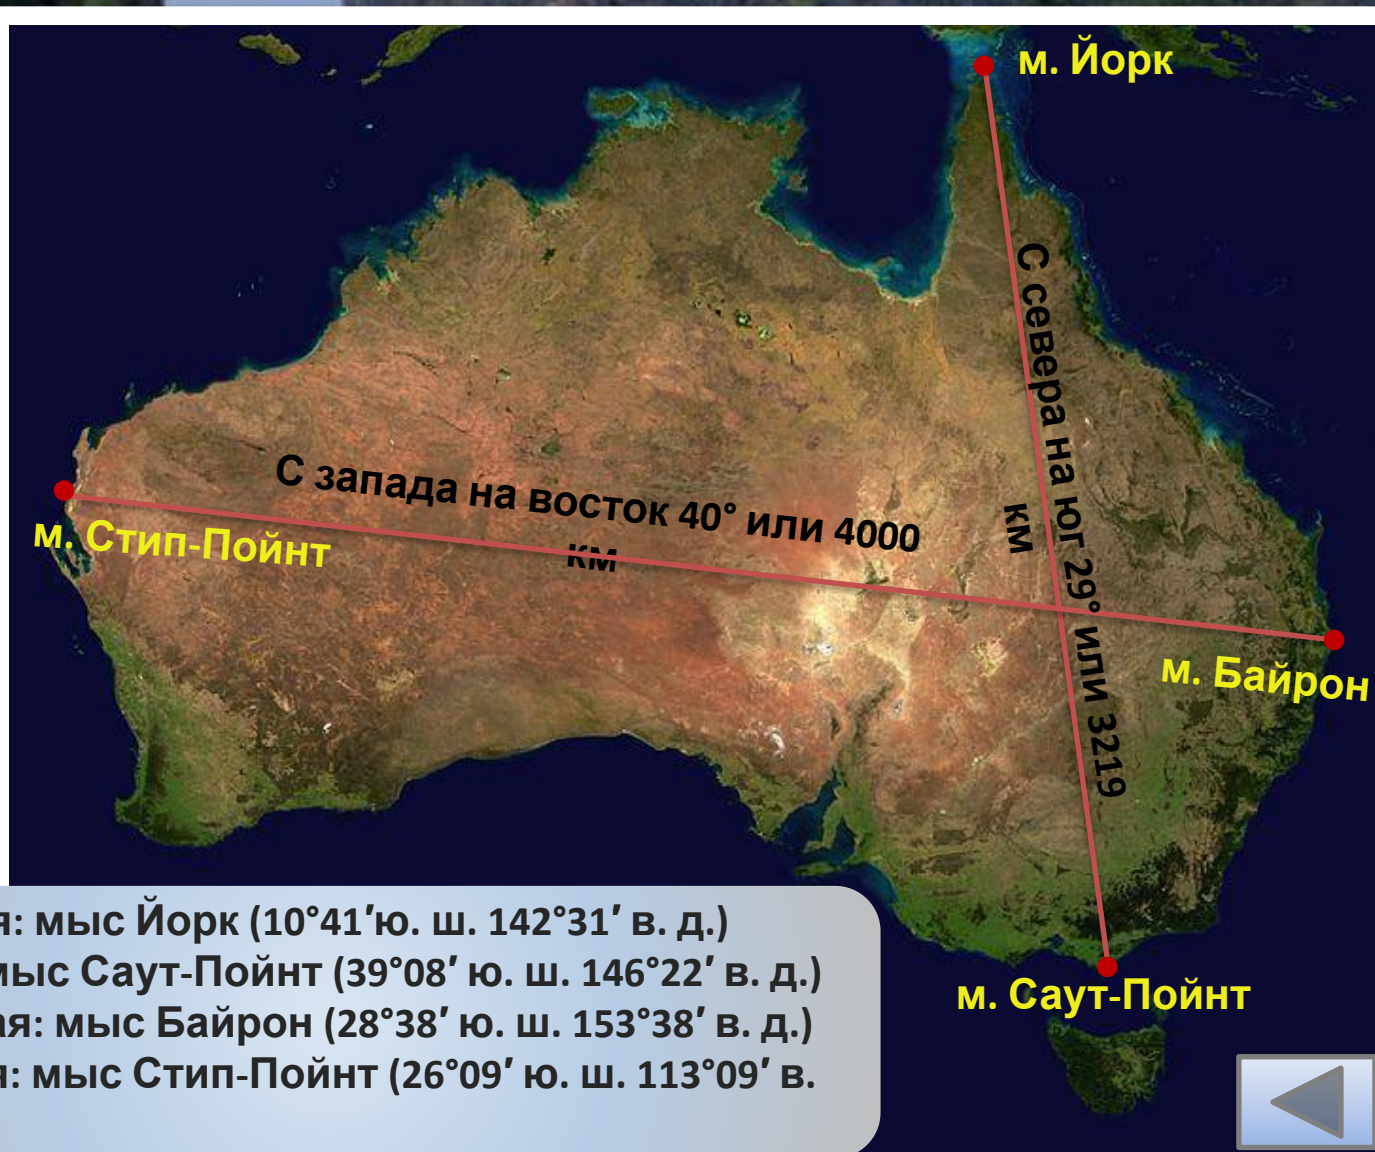 м. Йорк
С севера на юг 29° или 3219
км
С запада на восток 40° или 4000
км
м. Стип-Пойнт
м. Байрон
м. Саут-Пойнт
я: мыс Йорк (10°41′ю. ш. 142°31′ в. д.)
мыс Саут-Пойнт (39°08′ ю. ш. 146°22′ в. д.)
ая: мыс Байрон (28°38′ ю. ш. 153°38′ в. д.)
я: мыс Стип-Пойнт (26°09′ ю. ш. 113°09′ в.